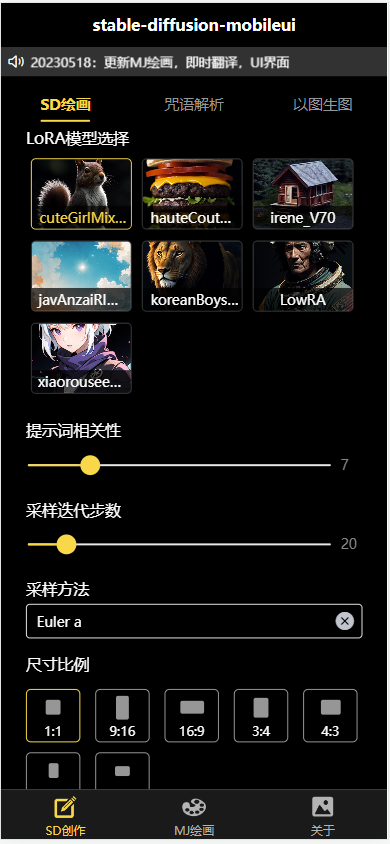 stable-diffusion-mobileui
20230518：更新MJ绘画，即时翻译，UI界面
SD绘画 咒语解析 以图生图
LoRA模型选择
cuteGirlMix... hauteCout... irene_V70
javAnzaiRI... koreanBoys... LowRA
xiaorousee...
提示词相关性
7
采样迭代步数
20
采样方法
Euler a
尺寸比例
1:1 9:16 16:9 3:4 4:3
SD创作 MJ绘画 关于